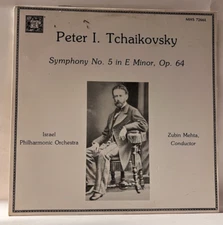 Peter I. Tchaikovsky
Symphony No. 5 in E Minor, Op. 64
Israel
Philharmonic Orchestra
Zubin Mehta,
Conductor